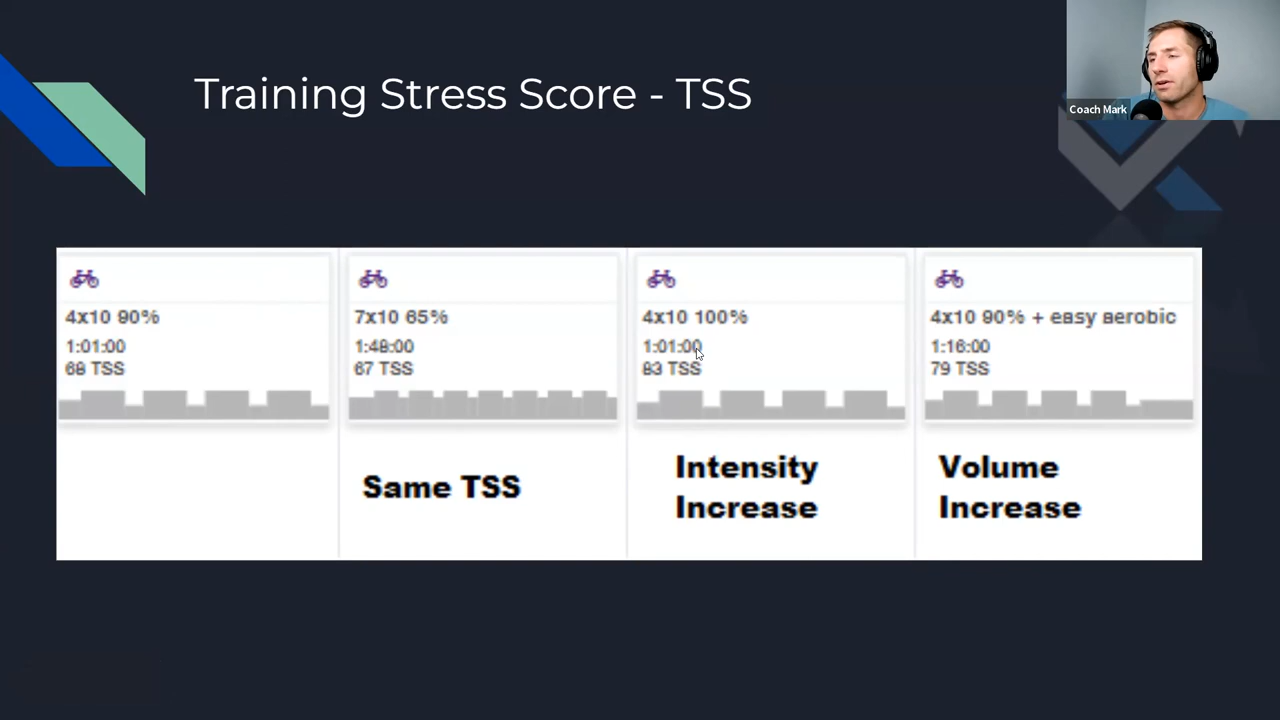 Training Stress Score - TSS
Coach Mark
4x10 90%
1:01:00
68 TSS
7x10 65%
1:48:00
67 TSS
Same TSS
4x10 100%
1:01:00
83 TSS
Intensity
Increase
4x10 90% + easy aerobic
1:16:00
79 TSS
Volume
Increase